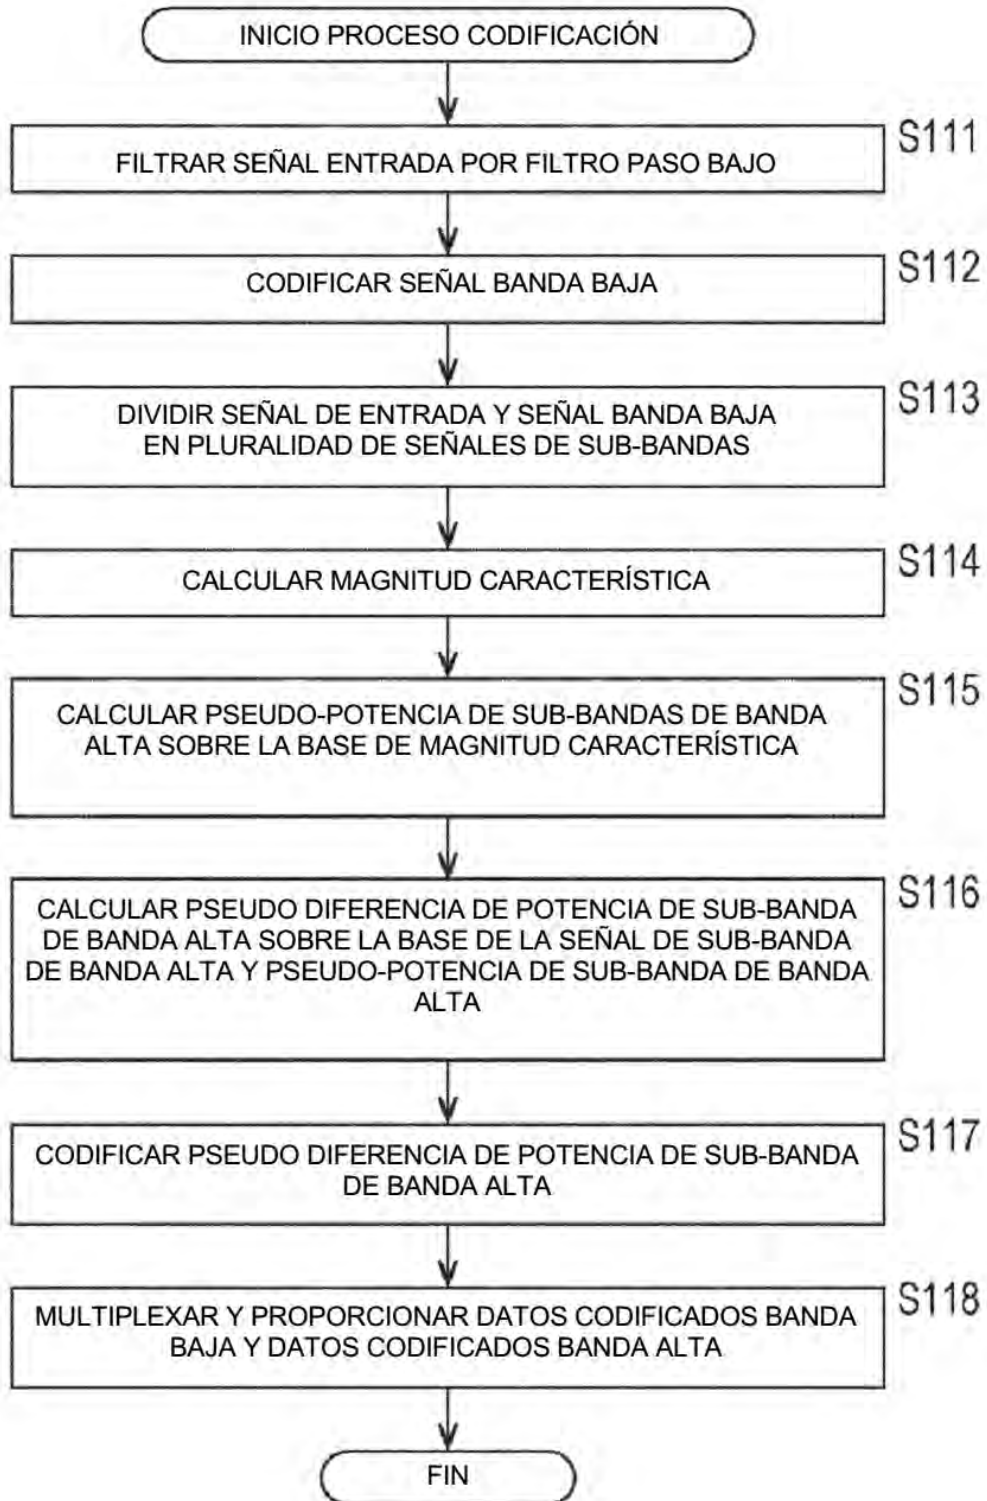 INICIO PROCESO CODIFICACIÓN
S111
FILTRAR SEÑAL ENTRADA POR FILTRO PASO BAJO
S112
CODIFICAR SEÑAL BANDA BAJA
S113
DIVIDIR SEÑAL DE ENTRADA Y SEÑAL BANDA BAJA
EN PLURALIDAD DE SEÑALES DE SUB-BANDAS
S114
CALCULAR MAGNITUD CARACTERÍSTICA
S115
CALCULAR PSEUDO-POTENCIA DE SUB-BANDAS DE BANDA
ALTA SOBRE LA BASE DE MAGNITUD CARACTERÍSTICA
S116
CALCULAR PSEUDO DIFERENCIA DE POTENCIA DE SUB-BANDA
DE BANDA ALTA SOBRE LA BASE DE LA SEÑAL DE SUB-BANDA
DE BANDA ALTA Y PSEUDO-POTENCIA DE SUB-BANDA DE BANDA
ALTA
S117
CODIFICAR PSEUDO DIFERENCIA DE POTENCIA DE SUB-BANDA
DE BANDA ALTA
S118
MULTIPLEXAR Y PROPORCIONAR DATOS CODIFICADOS BANDA
BAJA Y DATOS CODIFICADOS BANDA ALTA
FIN